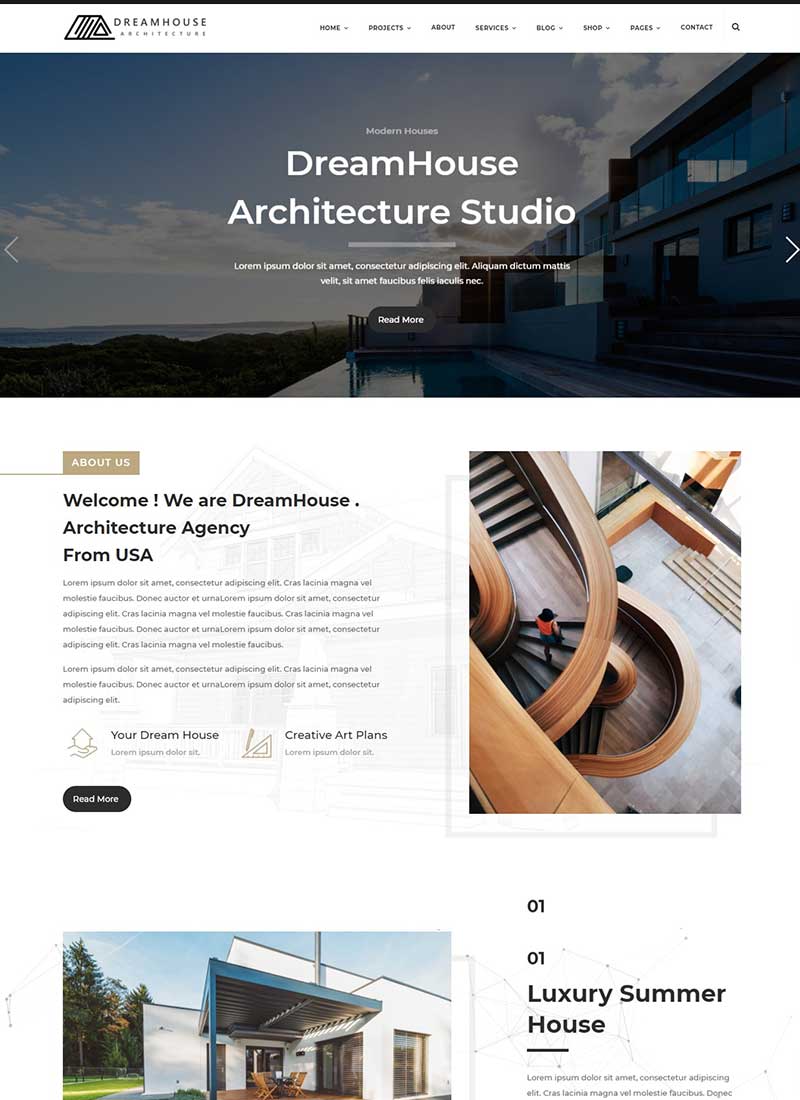 DREAMHOUSE
ARCHITECTURE
HOME PROJECTS ABOUT SERVICES BLOG SHOP PAGES CONTACT
Modern Houses
DreamHouse
Architecture Studio
Lorem ipsum dolor sit amet, consectetur adipiscing elit. Aliquam dictum mattis
velit, sit amet faucibus felis iaculis nec.
Read More
ABOUT US
Welcome ! We are DreamHouse .
Architecture Agency
From USA
Lorem ipsum dolor sit amet, consectetur adipiscing elit. Cras lacinia magna vel
molestie faucibus. Donec auctor et urnaLorem ipsum dolor sit amet, consectetur
adipiscing elit. Cras lacinia magna vel molestie faucibus. Cras lacinia magna vel
molestie faucibus. Donec auctor et urnaLorem ipsum dolor sit amet, consectetur
adipiscing elit. Cras lacinia magna vel molestie faucibus.
Lorem ipsum dolor sit amet, consectetur adipiscing elit. Cras lacinia magna vel
molestie faucibus. Donec auctor et urnaLorem ipsum dolor sit amet, consectetur
adipiscing elit.
Your Dream House
Lorem ipsum dolor sit.
Creative Art Plans
Lorem ipsum dolor sit.
Read More
01
01
Luxury Summer
House
Lorem ipsum dolor sit amet, consectetur adipiscing
elit. Cras lacinia magna vel molestie faucibus. Donec